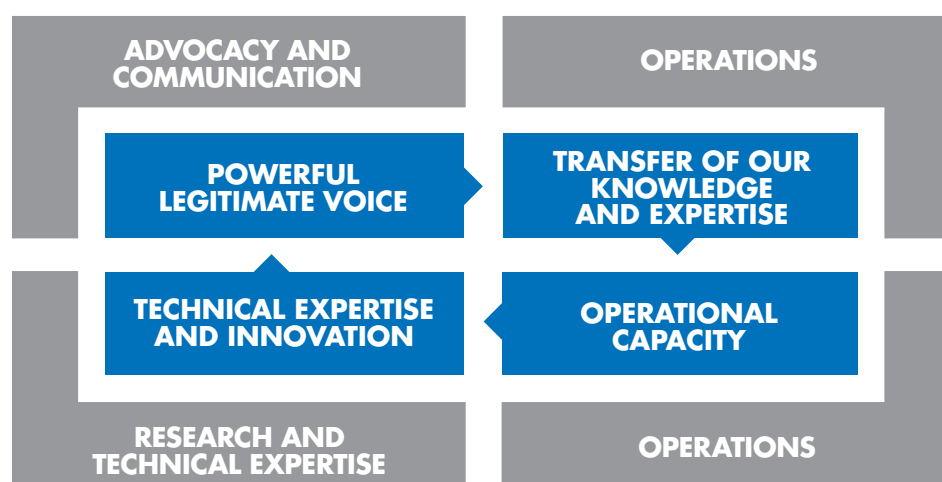 ADVOCACY AND
COMMUNICATION
OPERATIONS
POWERFUL
LEGITIMATE VOICE
TRANSFER OF OUR
KNOWLEDGE
AND EXPERTISE
TECHNICAL EXPERTISE
AND INNOVATION
OPERATIONAL
CAPACITY
RESEARCH AND
TECHNICAL EXPERTISE
OPERATIONS